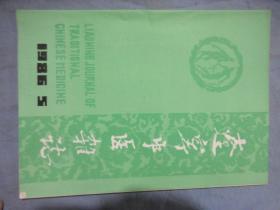 辽宁中医杂志
LIAONING JOURNAL OF
TRADITIONAL
CHINESE MEDICINE
1986 5